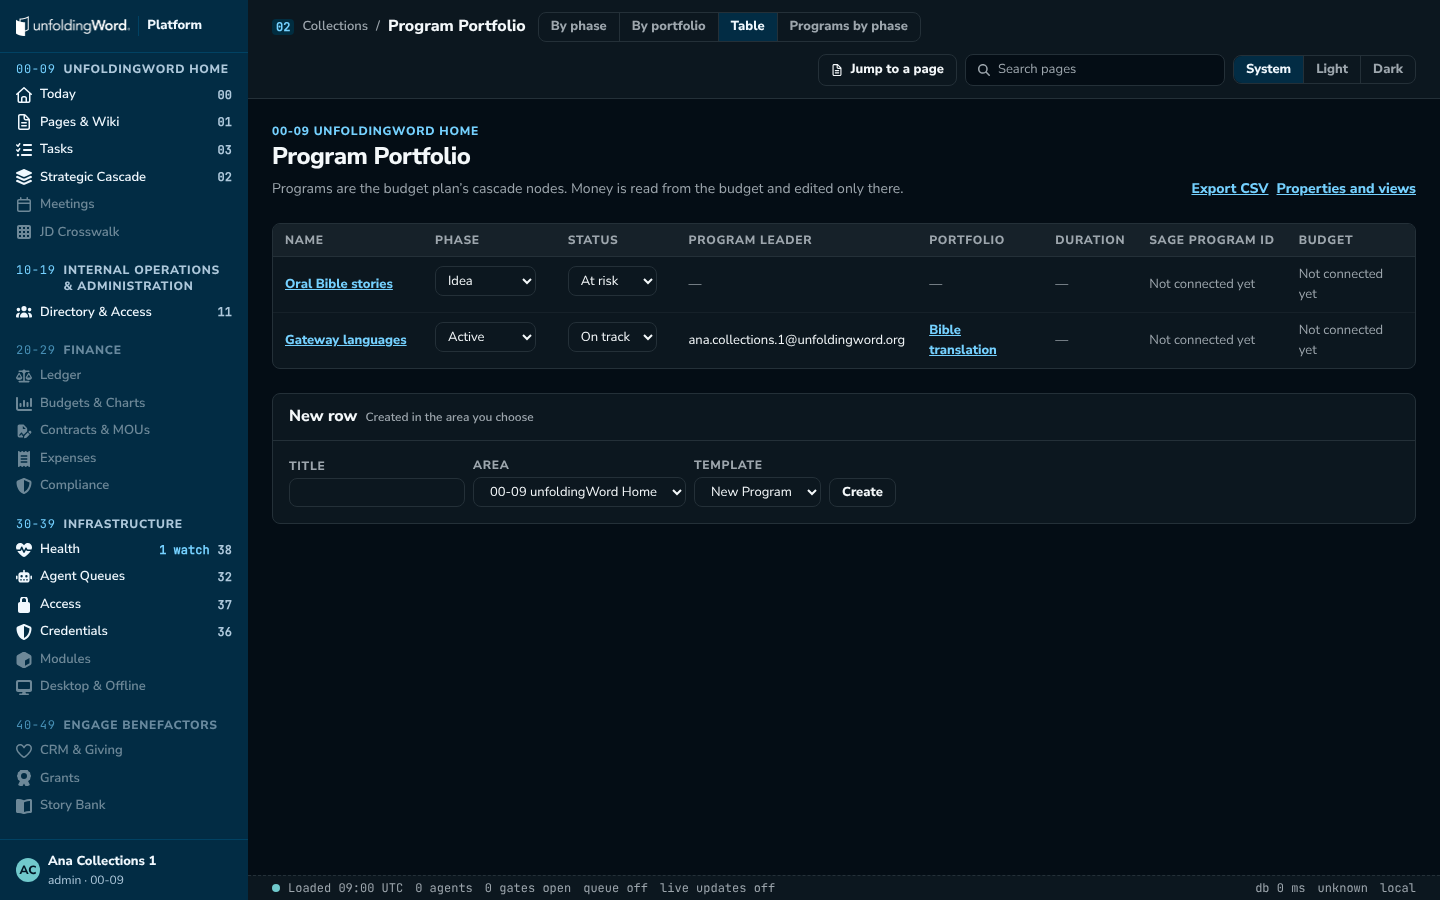 unfoldingWord. Platform
00-09 UNFOLDINGWORD HOME
Today 00
Pages & Wiki 01
Tasks 03
Strategic Cascade 02
Meetings
JD Crosswalk
10-19 INTERNAL OPERATIONS
& ADMINISTRATION
Directory & Access 11
20-29 FINANCE
Ledger
Budgets & Charts
Contracts & MOUs
Expenses
Compliance
30-39 INFRASTRUCTURE
Health 1 watch 38
Agent Queues 32
Access 37
Credentials 36
Modules
Desktop & Offline
40-49 ENGAGE BENEFACTORS
CRM & Giving
Grants
Story Bank
AC Ana Collections 1
admin · 00-09
02 Collections / Program Portfolio By phase By portfolio Table Programs by phase
Jump to a page Search pages System Light Dark
00-09 UNFOLDINGWORD HOME
Program Portfolio
Programs are the budget plan's cascade nodes. Money is read from the budget and edited only there. Export CSV Properties and views
NAME PHASE STATUS PROGRAM LEADER PORTFOLIO DURATION SAGE PROGRAM ID BUDGET
Oral Bible stories Idea At risk — — — Not connected yet Not connected
yet
Gateway languages Active On track ana.collections.1@unfoldingword.org Bible — Not connected yet Not connected
translation yet
New row Created in the area you choose
TITLE AREA TEMPLATE
00-09 unfoldingWord Home New Program Create
Loaded 09:00 UTC 0 agents 0 gates open queue off live updates off db 0 ms unknown local